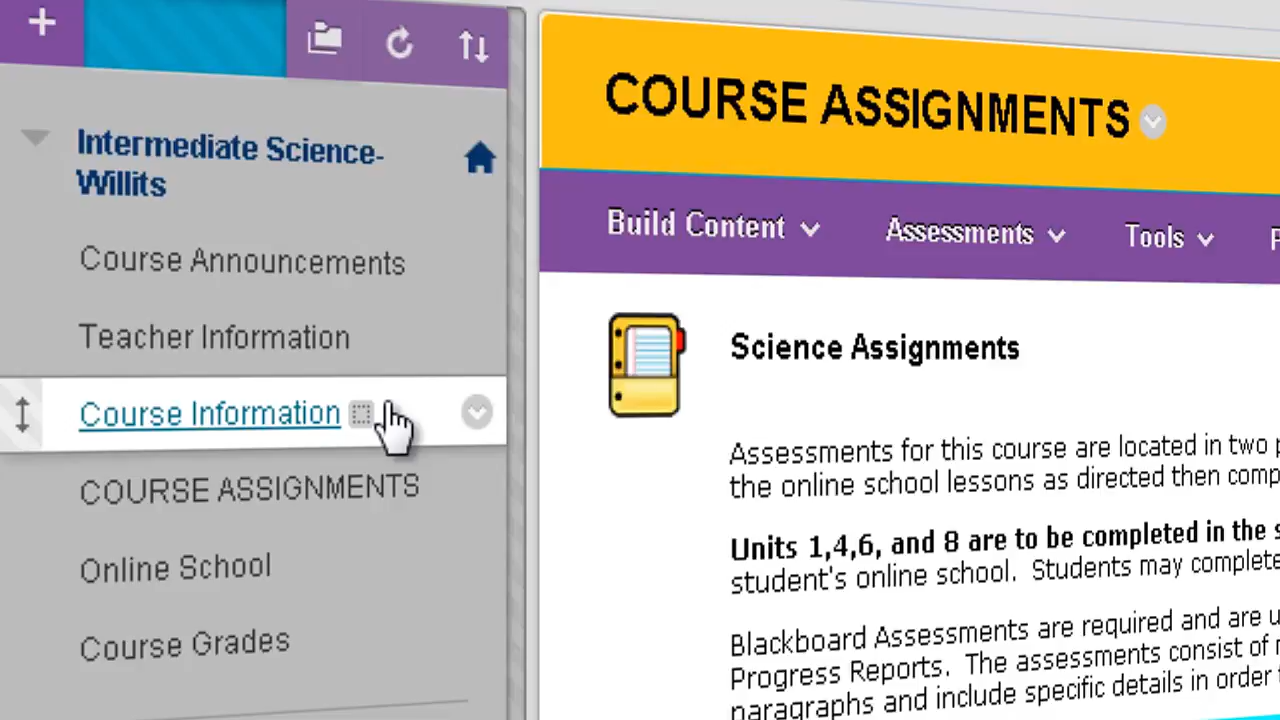 Intermediate Science-
Willits
Course Announcements
Teacher Information
Course Information
COURSE ASSIGNMENTS
Online School
Course Grades
COURSE ASSIGNMENTS
Build Content Assessments Tools
Science Assignments
Assessments for this course are located in two
the online school lessons as directed then
Units 1,4,6, and 8 are to be completed in the
student's online school. Students may complete
Blackboard Assessments are required and are
Progress Reports. The assessments consist of
paragraphs and include specific details in order